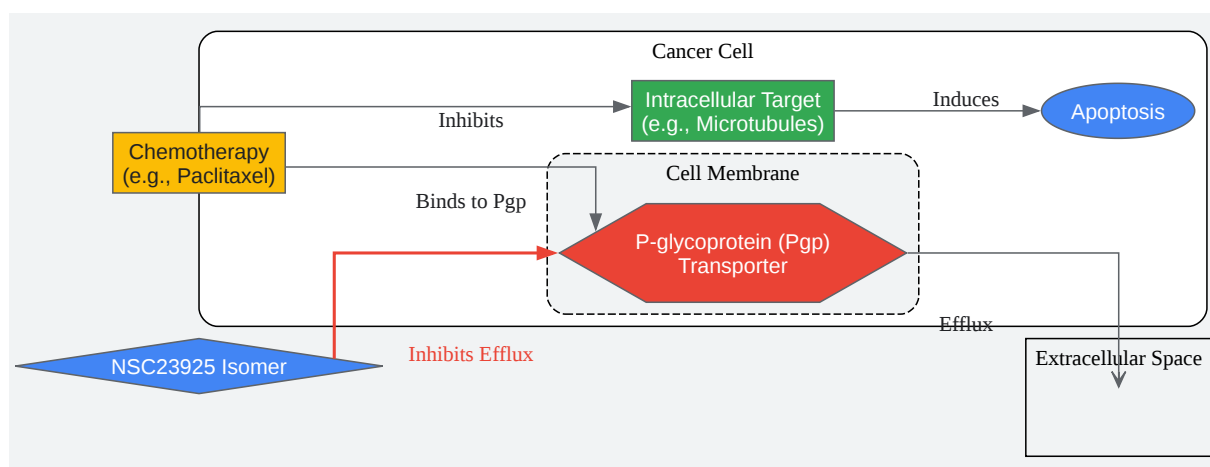 Cancer Cell
Intracellular Target
(e.g., Microtubules)
Induces
Apoptosis
Inhibits
Chemotherapy
(e.g., Paclitaxel)
Cell Membrane
Binds to Pgp
P-glycoprotein (Pgp)
Transporter
Efflux
Inhibits Efflux
NSC23925 Isomer
Extracellular Space